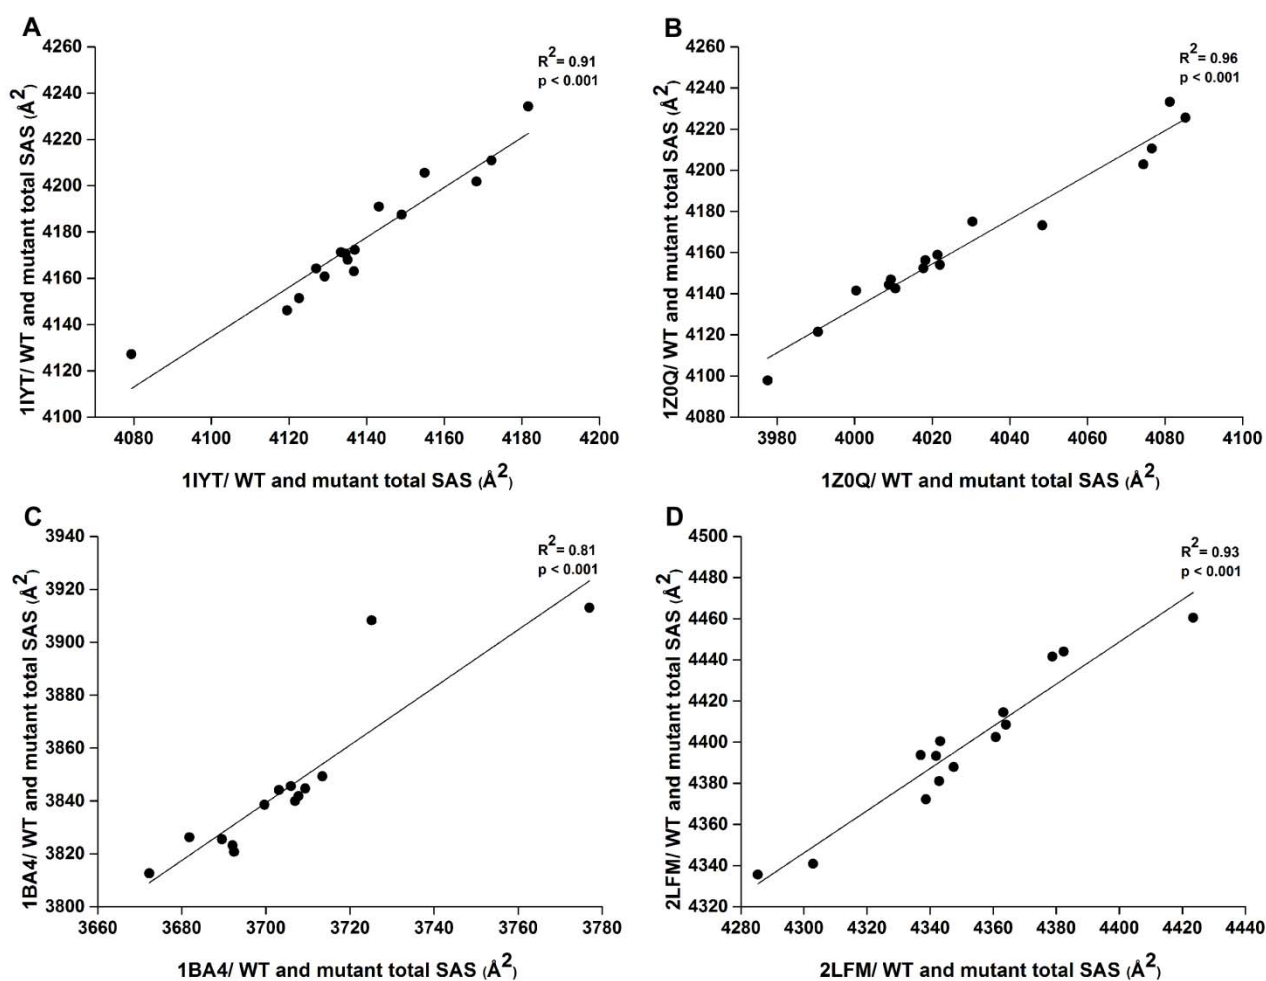 A
1IYT/ WT and mutant total SAS (Å2)
4260
4240
4220
4200
4180
4160
4140
4120
4100
R2= 0.91
p < 0.001
4080 4100 4120 4140 4160 4180 4200
1IYT/ WT and mutant total SAS (Å2)
B
1Z0Q/ WT and mutant total SAS (Å2)
4260
4240
4220
4200
4180
4160
4140
4120
4100
4080
R2= 0.96
p < 0.001
3980 4000 4020 4040 4060 4080 4100
1Z0Q/ WT and mutant total SAS (Å2)
C
1BA4/ WT and mutant total SAS (Å2)
3940
3920
3900
3880
3860
3840
3820
3800
R2= 0.81
p < 0.001
3660 3680 3700 3720 3740 3760 3780
1BA4/ WT and mutant total SAS (Å2)
D
2LFM/ WT and mutant total SAS (Å2)
4500
4480
4460
4440
4420
4400
4380
4360
4340
4320
R2= 0.93
p < 0.001
4280 4300 4320 4340 4360 4380 4400 4420 4440
2LFM/ WT and mutant total SAS (Å2)